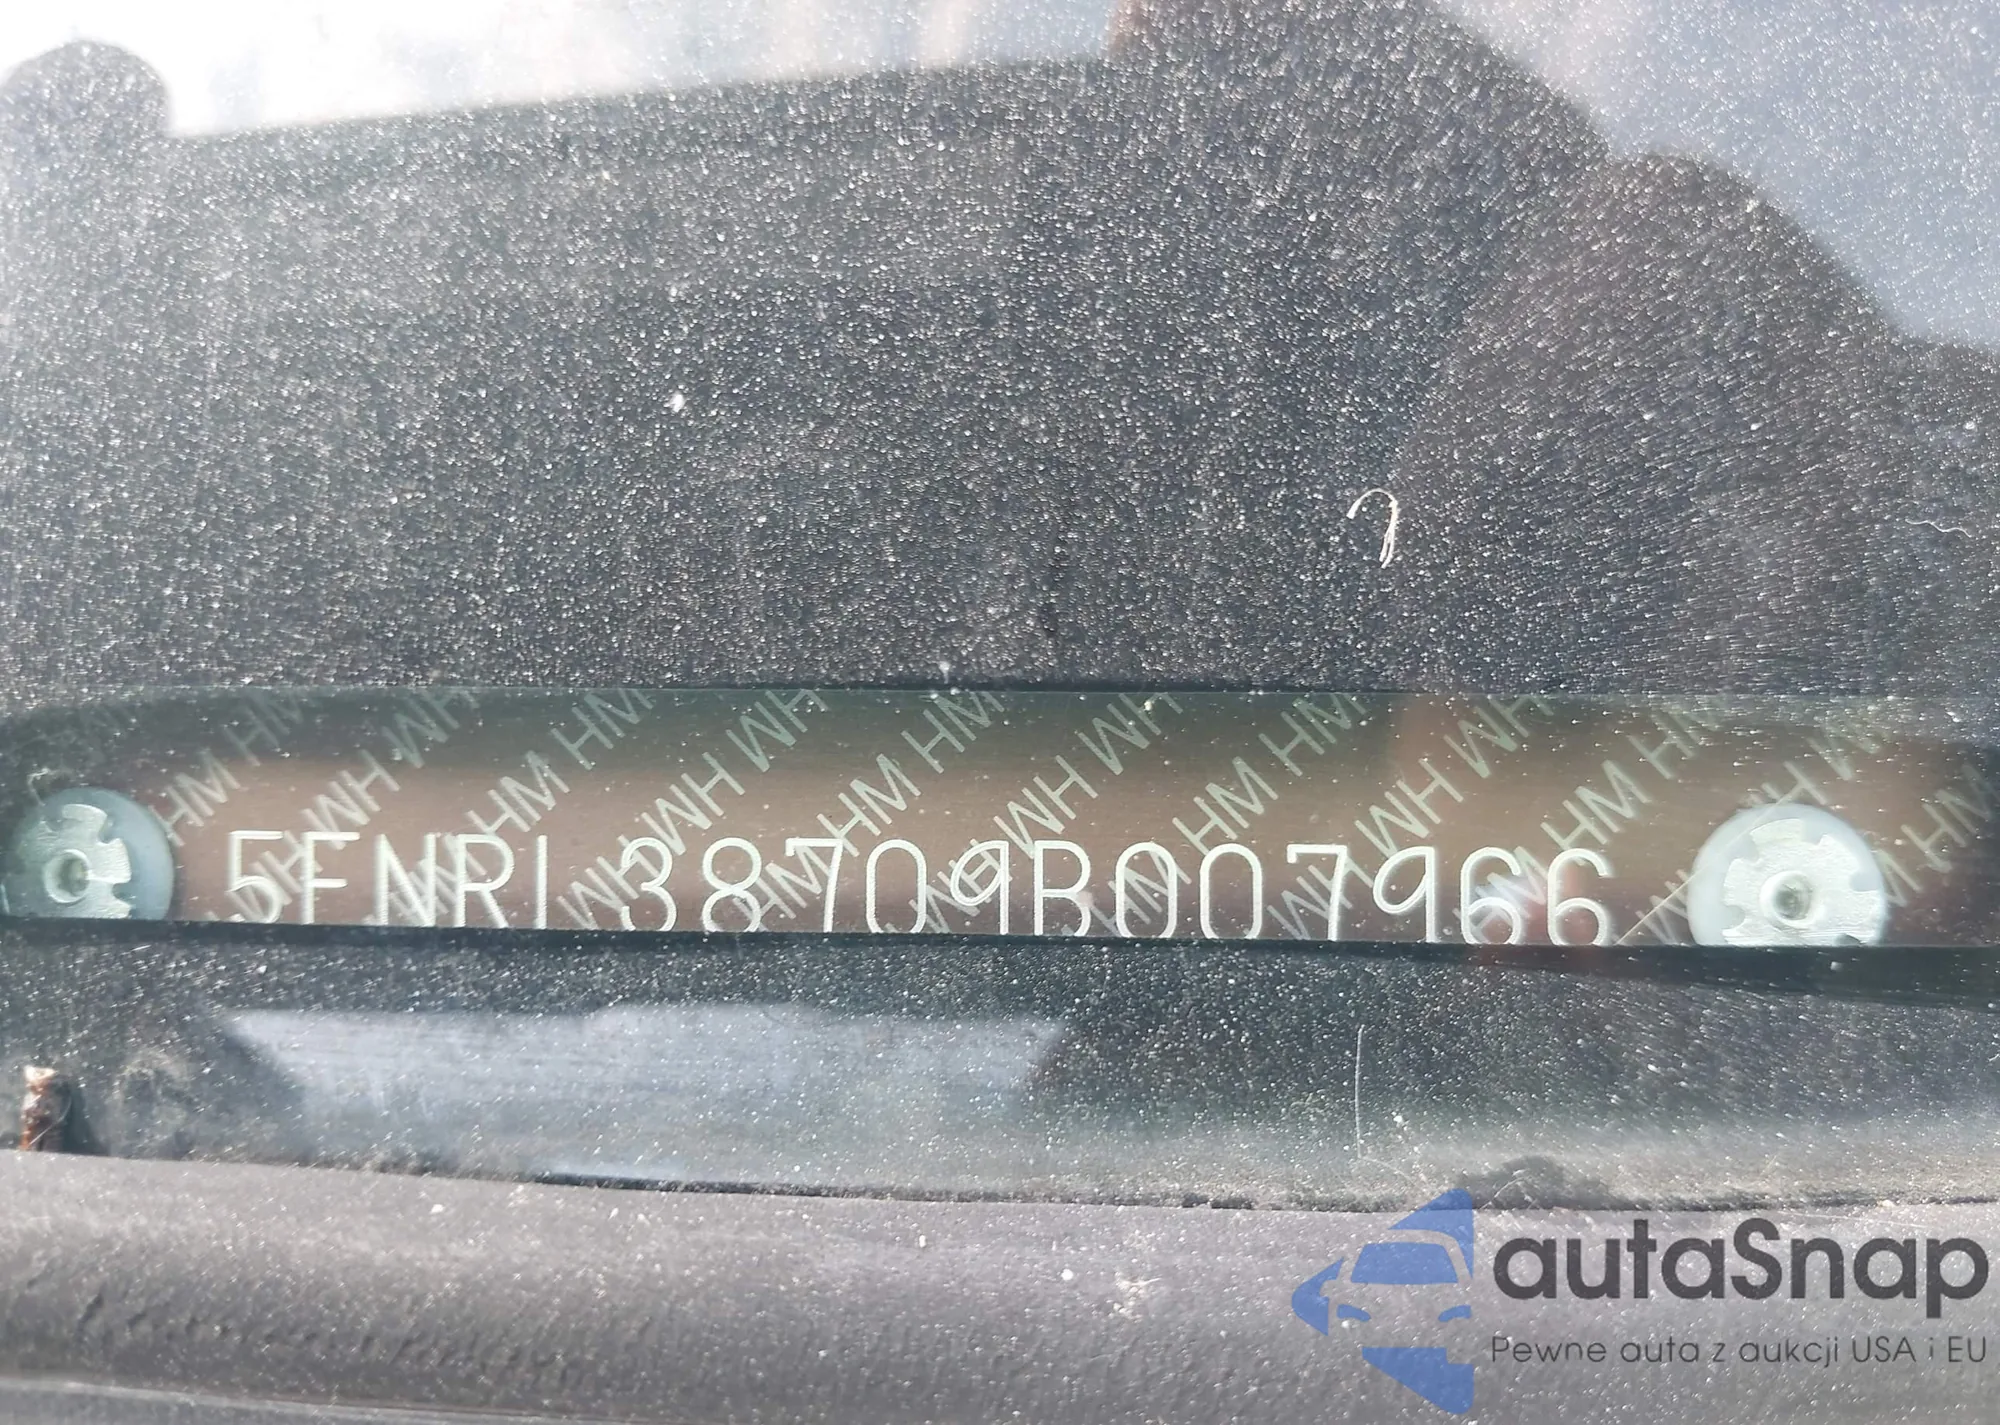 5FNRL38709B007966
autaSnap
Pewne auta z aukcji USA i EU